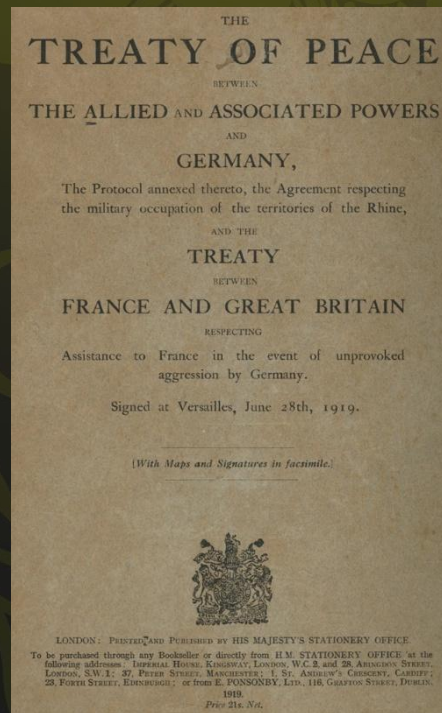 THE
TREATY OF PEACE
BETWEEN
THE ALLIED AND ASSOCIATED POWERS
AND
GERMANY,
The Protocol annexed thereto, the Agreement respecting
the military occupation of the territories of the Rhine,
AND THE
TREATY
BETWEEN
FRANCE AND GREAT BRITAIN
RESPECTING
Assistance to France in the event of unprovoked
aggression by Germany.
Signed at Versailles, June 28th, 1919.
[With Maps and Signatures in facsimile.]
LONDON: PRINTED AND PUBLISHED BY HIS MAJESTY'S STATIONERY OFFICE
To be purchased through any Bookseller or directly from H.M. STATIONERY OFFICE at the
following addresses: IMPERIAL HOUSE, KINGSWAY, LONDON, W.C. 2, and 28, ABINGDON STREET,
LONDON, S.W. 1; 37, PETER STREET, MANCHESTER; 1, ST. ANDREW'S CRESCENT, CARDIFF;
23, FORTH STREET, EDINBURGH; or from E. PONSONBY, LTD., 116, GRAFTON STREET, DUBLIN.
1919.
Price 21s. Net.